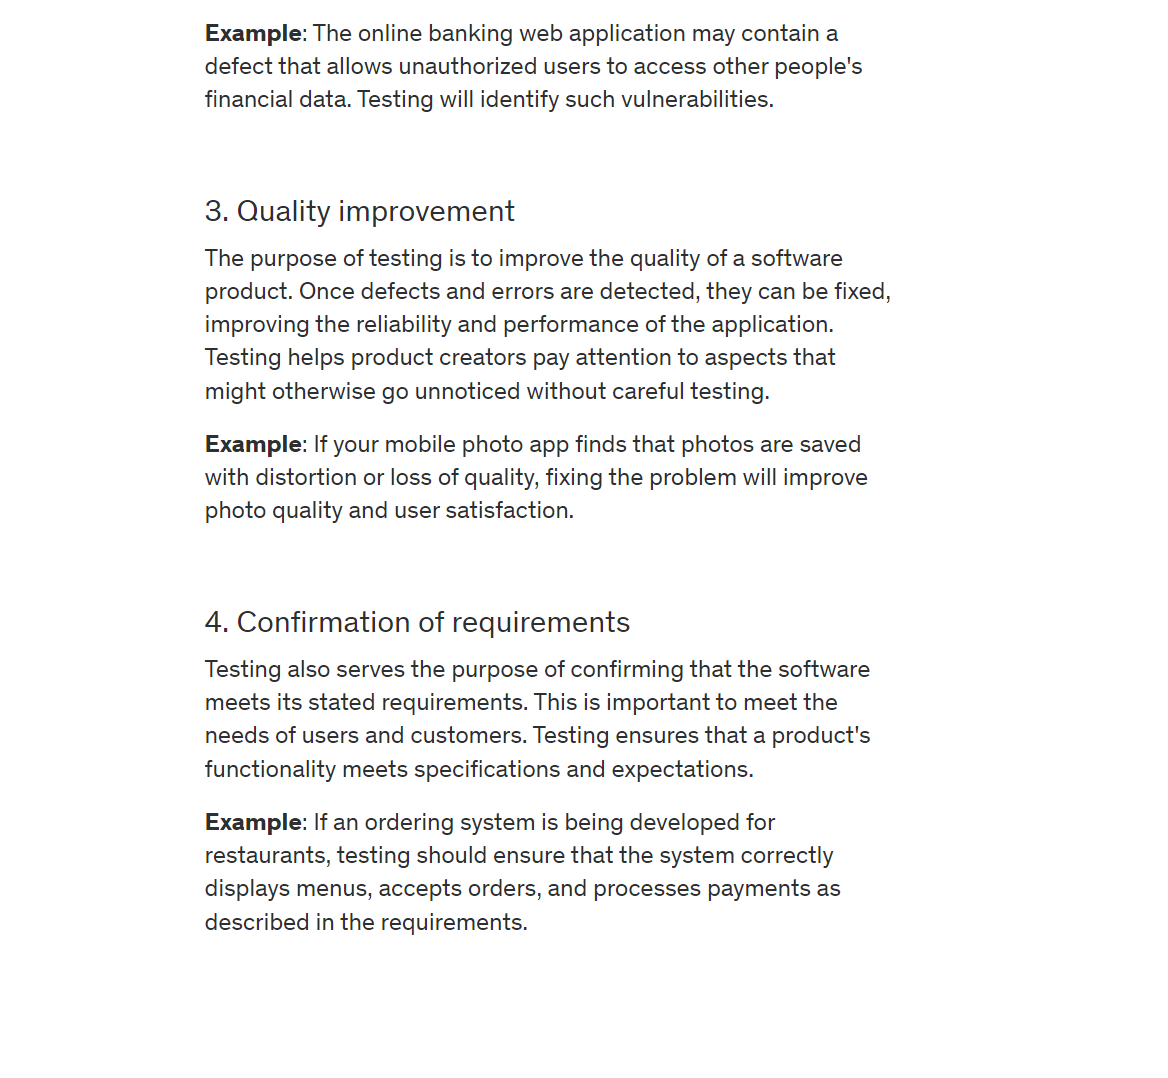 Example: The online banking web application may contain a
defect that allows unauthorized users to access other people's
financial data. Testing will identify such vulnerabilities.
3. Quality improvement
The purpose of testing is to improve the quality of a software
product. Once defects and errors are detected, they can be fixed,
improving the reliability and performance of the application.
Testing helps product creators pay attention to aspects that
might otherwise go unnoticed without careful testing.
Example: If your mobile photo app finds that photos are saved
with distortion or loss of quality, fixing the problem will improve
photo quality and user satisfaction.
4. Confirmation of requirements
Testing also serves the purpose of confirming that the software
meets its stated requirements. This is important to meet the
needs of users and customers. Testing ensures that a product's
functionality meets specifications and expectations.
Example: If an ordering system is being developed for
restaurants, testing should ensure that the system correctly
displays menus, accepts orders, and processes payments as
described in the requirements.